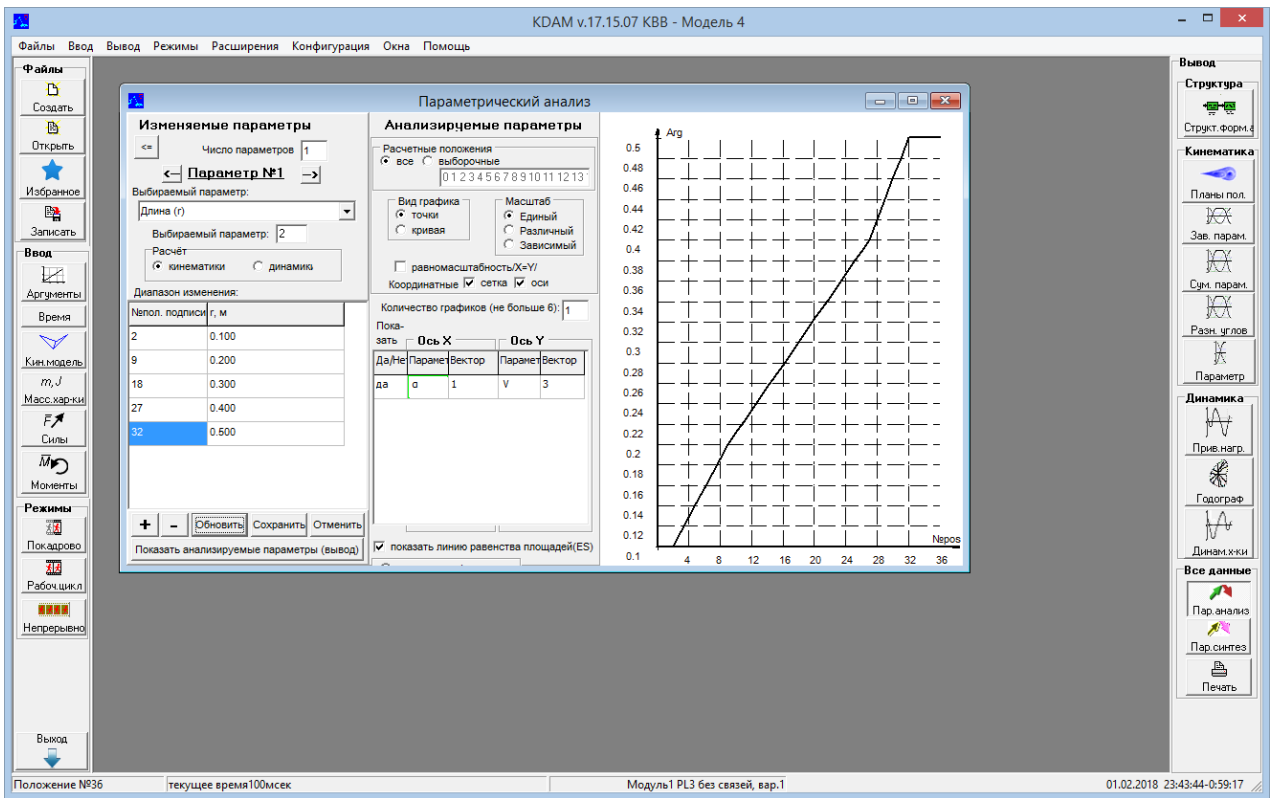 KDAM v.17.15.07 KBB - Модель 4
Файлы Ввод Вывод Режимы Расширения Конфигурация Окна Помощь
Файлы
Создать
Открыть
Избранное
Записать
Ввод
Аргументы
Время
Кин.модель
m,J
Масс.хар-ки
F
Силы
M
Моменты
Режимы
Покадрово
Рабоч.цикл
Непрерывно
Выход
Параметрический анализ
Изменяемые параметры
<=
Число параметров 1
<— Параметр №1 —>
Выбираемый параметр:
Длина (r)
Выбираемый параметр: 2
Расчёт
кинематики динамик
Диапазон изменения:
№пол. подписи r, м
2 0.100
9 0.200
18 0.300
27 0.400
32 0.500
+ - Обновить Сохранить Отменить
Показать анализируемые параметры (вывод)
Анализируемые параметры
Расчетные положения
все выборочные
0 1 2 3 4 5 6 7 8 9 10 11 12 13
Вид графика
точки
кривая
Масштаб
Единый
Различный
Зависимый
равномасштабность/X=Y/
Координатные сетка оси
Количество графиков (не больше 6): 1
Пока-
зать Ось X Ось Y
Да/Не Парамет Вектор Парамет Вектор
да α 1 V 3
показать линию равенства площадей(ES)
Arg
0.5
0.48
0.46
0.44
0.42
0.4
0.38
0.36
0.34
0.32
0.3
0.28
0.26
0.24
0.22
0.2
0.18
0.16
0.14
0.12
0.1
Nεpos
4 8 12 16 20 24 28 32 36
Вывод
Структура
Структ.форм.
Кинематика
Планы пол.
Зав. парам.
Сум. парам.
Разн. углов
Параметр
Динамика
Прив.нагр.
Годограф
Динам.х-ки
Все данные
Пар.анализ
Пар.синтез
Печать
Положение №36 текущее время100мсек Модуль1 PL3 без связей, вар.1 01.02.2018 23:43:44-0:59:17